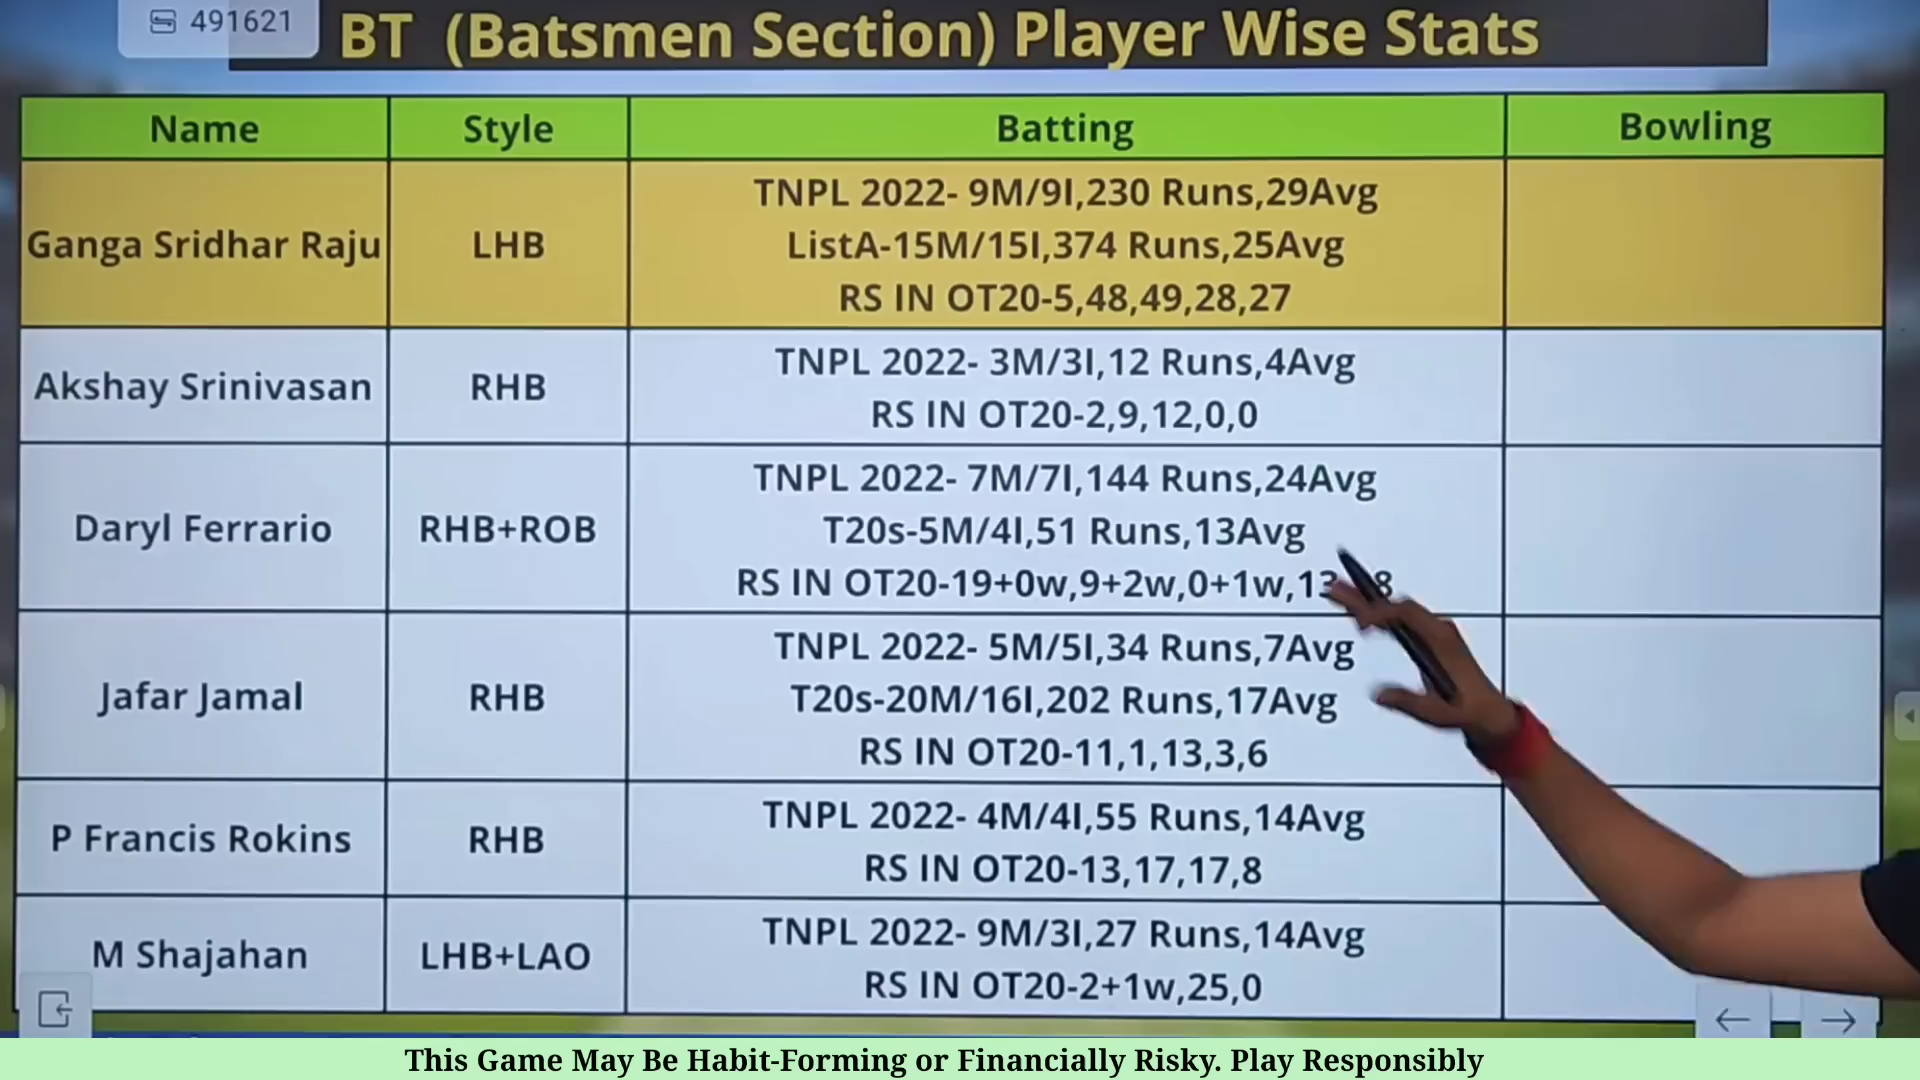 491621
BT (Batsmen Section) Player Wise Stats
Name Style Batting Bowling
Ganga Sridhar Raju LHB
TNPL 2022- 9M/9I,230 Runs,29Avg
ListA-15M/15I,374 Runs,25Avg
RS IN OT20-5,48,49,28,27
Akshay Srinivasan RHB
TNPL 2022- 3M/3I,12 Runs,4Avg
RS IN OT20-2,9,12,0,0
Daryl Ferrario RHB+ROB
TNPL 2022- 7M/7I,144 Runs,24Avg
T20s-5M/4I,51 Runs,13Avg
RS IN OT20-19+0w,9+2w,0+1w,13
Jafar Jamal RHB
TNPL 2022- 5M/5I,34 Runs,7Avg
T20s-20M/16I,202 Runs,17Avg
RS IN OT20-11,1,13,3,6
P Francis Rokins RHB
TNPL 2022- 4M/4I,55 Runs,14Avg
RS IN OT20-13,17,17,8
M Shajahan LHB+LAO
TNPL 2022- 9M/3I,27 Runs,14Avg
RS IN OT20-2+1w,25,0
This Game May Be Habit-Forming or Financially Risky. Play Responsibly